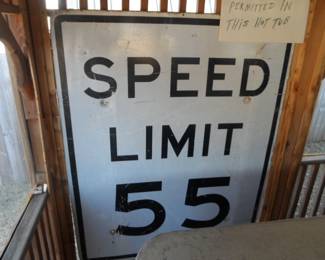 PERMITTED IN
THIS HOT TUB
SPEED
LIMIT
55